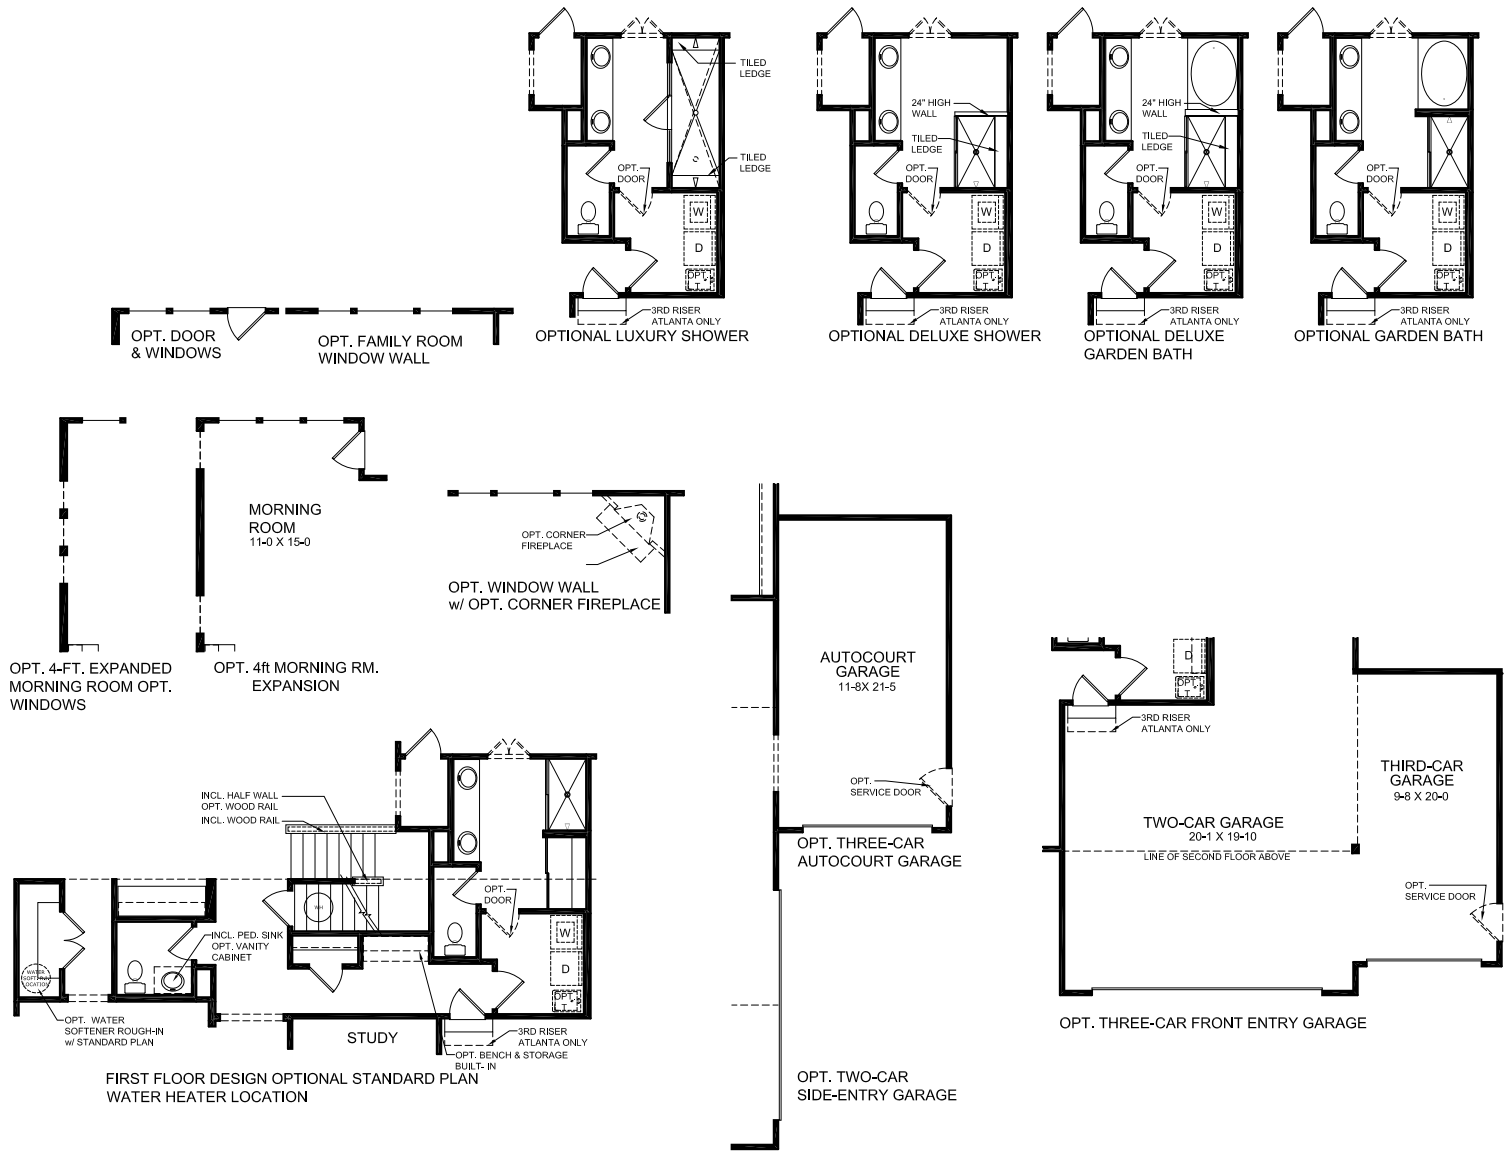 TILED
LEDGE
TILED
LEDGE
OPT.
DOOR
W
D
OPT.
T.
3RD RISER
ATLANTA ONLY
OPTIONAL LUXURY SHOWER
24" HIGH
WALL
TILED
LEDGE
OPT.
DOOR
W
D
OPT.
T.
3RD RISER
ATLANTA ONLY
OPTIONAL DELUXE SHOWER
24" HIGH
WALL
TILED
LEDGE
OPT.
DOOR
W
D
OPT.
T.
3RD RISER
ATLANTA ONLY
OPTIONAL DELUXE
GARDEN BATH
OPT.
DOOR
W
D
OPT.
T.
3RD RISER
ATLANTA ONLY
OPTIONAL GARDEN BATH
OPT. DOOR
& WINDOWS
OPT. FAMILY ROOM
WINDOW WALL
OPT. 4-FT. EXPANDED
MORNING ROOM OPT.
WINDOWS
MORNING
ROOM
11-0 X 15-0
OPT. 4ft MORNING RM.
EXPANSION
OPT. CORNER
FIREPLACE
OPT. WINDOW WALL
w/ OPT. CORNER FIREPLACE
AUTOCOURT
GARAGE
11-8X 21-5
OPT.
SERVICE DOOR
OPT. THREE-CAR
AUTOCOURT GARAGE
OPT. TWO-CAR
SIDE-ENTRY GARAGE
D
OPT.
T.
3RD RISER
ATLANTA ONLY
THIRD-CAR
GARAGE
9-8 X 20-0
TWO-CAR GARAGE
20-1 X 19-10
LINE OF SECOND FLOOR ABOVE
OPT.
SERVICE DOOR
OPT. THREE-CAR FRONT ENTRY GARAGE
INCL. HALF WALL
OPT. WOOD RAIL
INCL. WOOD RAIL
OPT.
DOOR
WH
INCL. PED. SINK
OPT. VANITY
CABINET
W
D
OPT.
T.
WATER
LOCATION
OPT. WATER
SOFTENER ROUGH-IN
w/ STANDARD PLAN
STUDY
3RD RISER
ATLANTA ONLY
OPT. BENCH & STORAGE
BUILT- IN
FIRST FLOOR DESIGN OPTIONAL STANDARD PLAN
WATER HEATER LOCATION